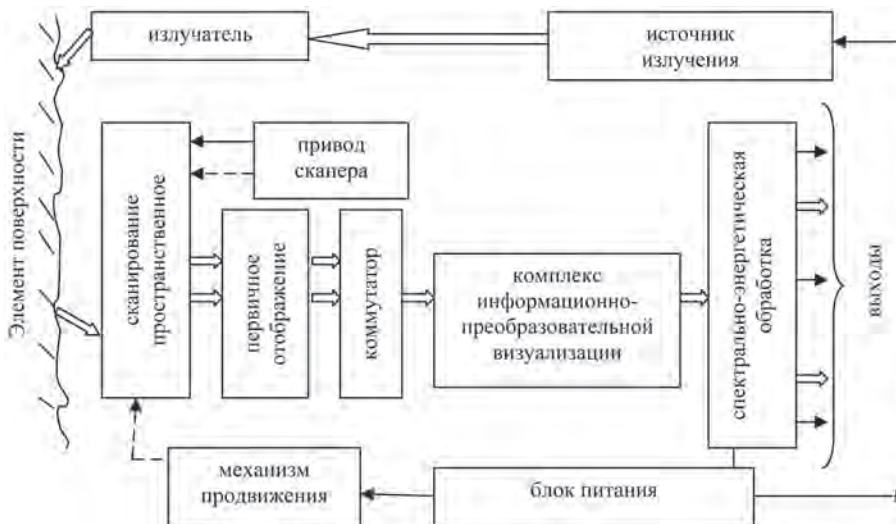 излучатель
источник
излучения
Элемент поверхности
сканирование
пространственное
привод
сканера
первичное
отображение
коммутатор
комплекс
информационно-
преобразовательной
визуализации
спектрально-энергетическая
обработка
выходы
механизм
продвижения
блок питания